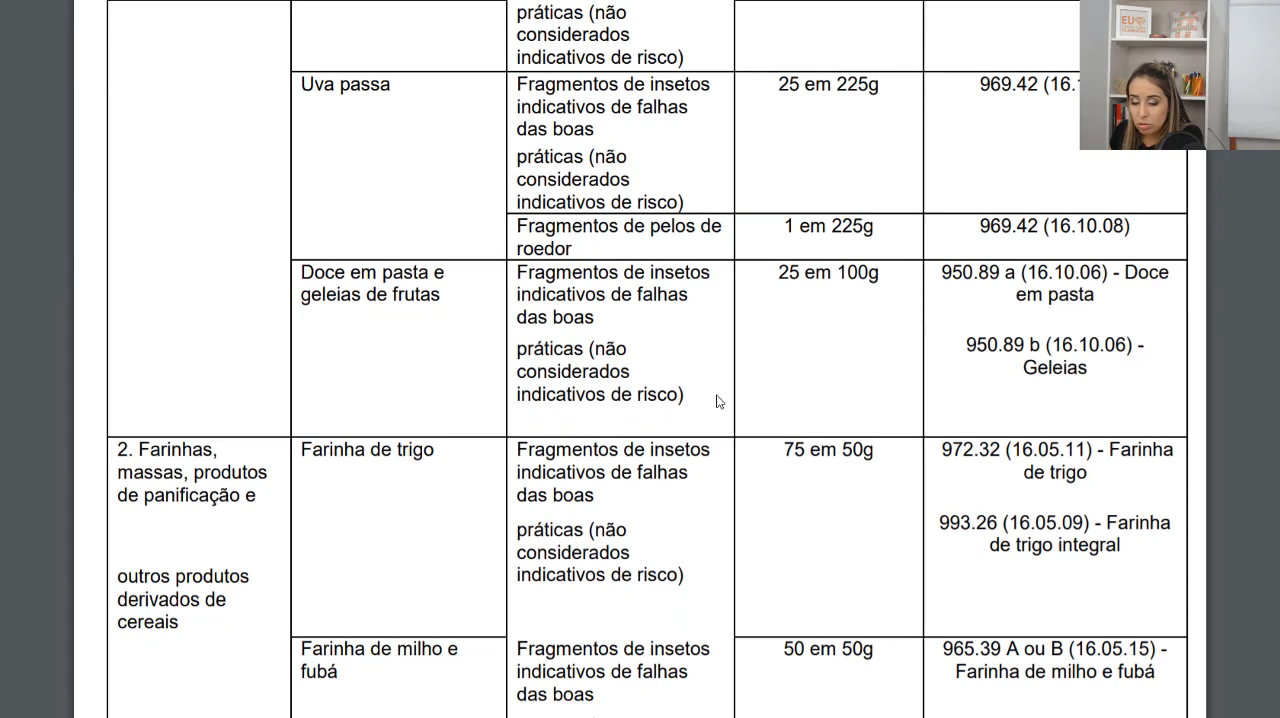 práticas (não
considerados
indicativos de risco)
Uva passa
Fragmentos de insetos
indicativos de falhas
das boas
práticas (não
considerados
indicativos de risco)
25 em 225g
969.42 (16.
Fragmentos de pelos de
roedor
1 em 225g
969.42 (16.10.08)
Doce em pasta e
geleias de frutas
Fragmentos de insetos
indicativos de falhas
das boas
práticas (não
considerados
indicativos de risco)
25 em 100g
950.89 a (16.10.06) - Doce
em pasta
950.89 b (16.10.06) -
Geleias
2. Farinhas,
massas, produtos
de panificação e
outros produtos
derivados de
cereais
Farinha de trigo
Fragmentos de insetos
indicativos de falhas
das boas
práticas (não
considerados
indicativos de risco)
75 em 50g
972.32 (16.05.11) - Farinha
de trigo
993.26 (16.05.09) - Farinha
de trigo integral
Farinha de milho e
fubá
Fragmentos de insetos
indicativos de falhas
das boas
50 em 50g
965.39 A ou B (16.05.15) -
Farinha de milho e fubá
EU